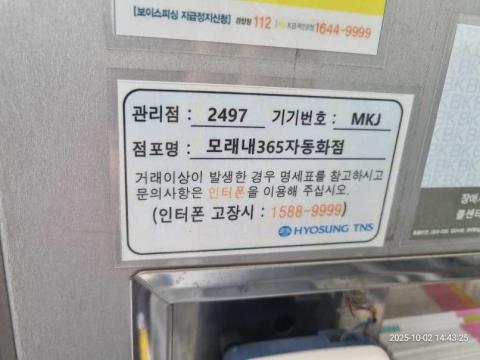 [보이스피싱 지급정지신청] 경찰청 112 | KB국민은행 1644-9999
관리점 : 2497 기기번호 : MKJ
점포명 : 모래내365자동화점
거래이상이 발생한 경우 명세표를 참고하시고
문의사항은 인터폰을 이용해 주십시오.
(인터폰 고장시 : 1588-9999)
HYOSUNG TNS
장애
콜센터
2025-10-02 14:43:25